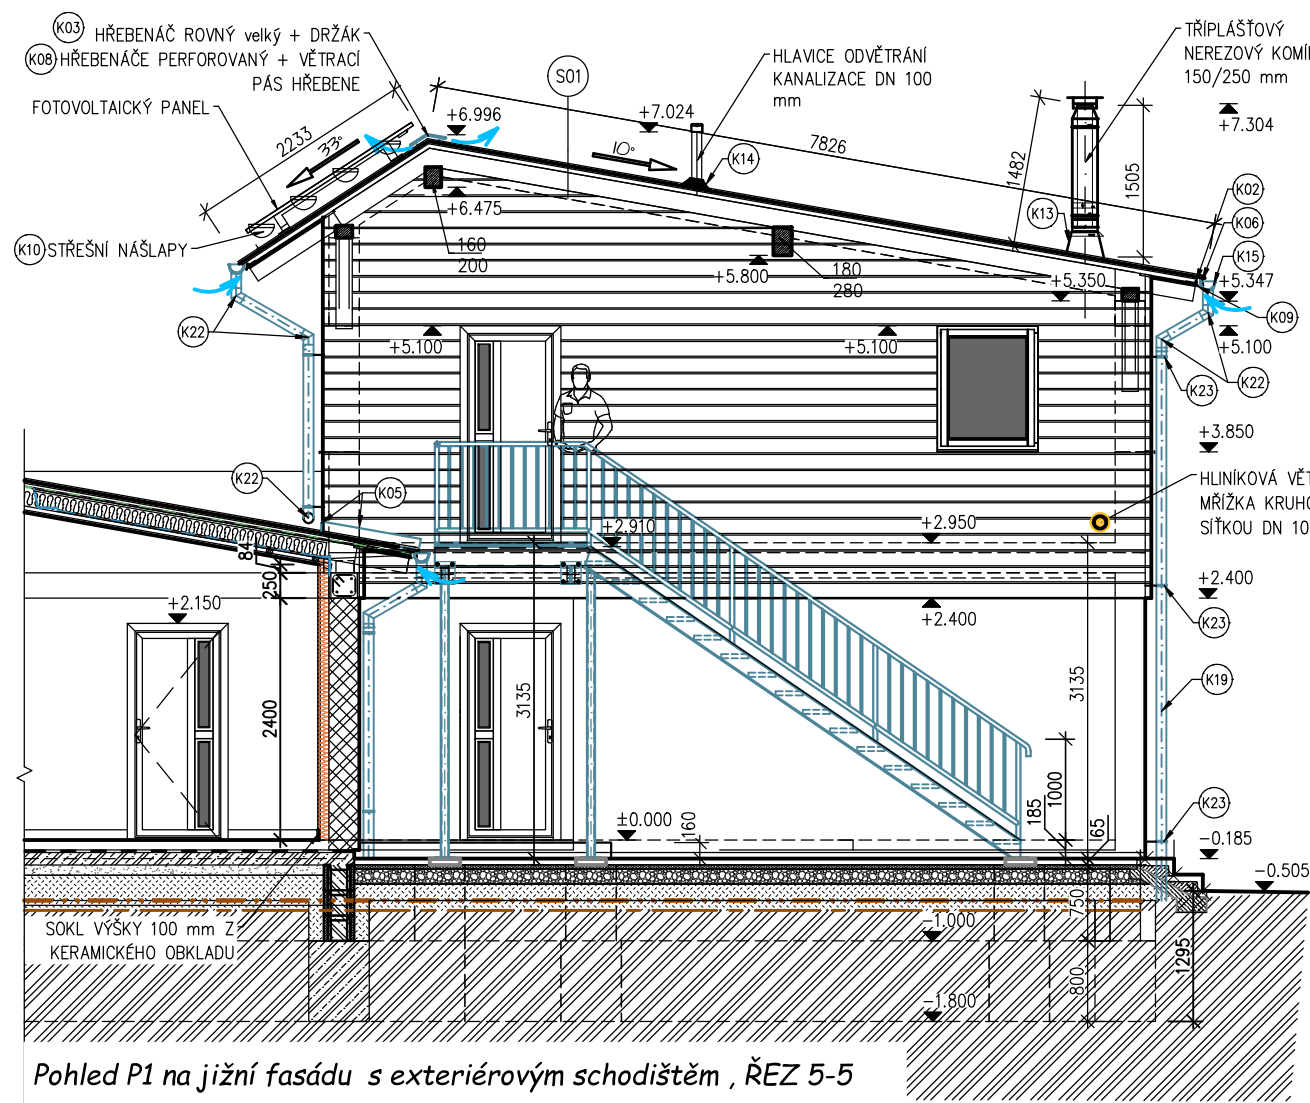 K03 HŘEBENÁČ ROVNÝ velký + DRŽÁK
K08 HŘEBENÁČE PERFOROVANÝ + VĚTRACÍ
PÁS HŘEBENE
FOTOVOLTAICKÝ PANEL
S01
HLAVICE ODVĚTRÁNÍ
KANALIZACE DN 100
mm
TŘÍPLÁŠŤOVÝ
NEREZOVÝ
150/250 mm
+6.996
+7.024
+7.304
2233
33°
10°
7826
1482
1505
K14
K13
K02
K06
K15
+5.347
K09
+5.100
K22
K23
K10 STŘEŠNÍ NÁŠLAPY
+6.475
160
200
+5.800
180
280
+5.350
K22
+5.100
+5.100
+3.850
HLINÍKOVÁ
MŘÍŽKA
SÍŤKOU DN
K22
K05
+2.910
+2.950
84
250
+2.150
+2.400
+2.400
K23
K19
2400
3135
3135
1000
185
K23
±0.000
160
65
-0.185
-0.505
750
-1.000
1295
800
-1.800
SOKL VÝŠKY 100 mm Z
KERAMICKÉHO OBKLADU
Pohled P1 na jižní fasádu s exteriérovým schodištěm , ŘEZ 5-5